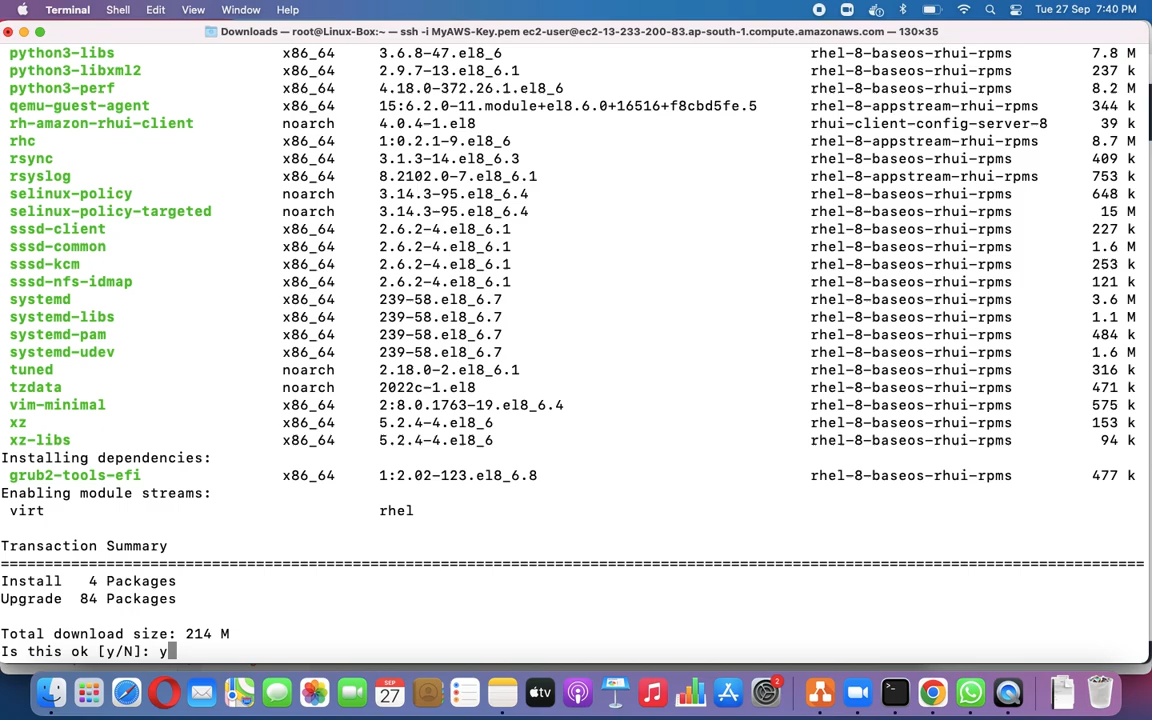 Terminal Shell Edit View Window Help Tue 27 Sep 7:40 PM
Downloads — root@Linux-Box:~ — ssh -i MyAWS-Key.pem ec2-user@ec2-13-233-200-83.ap-south-1.compute.amazonaws.com — 130×35
python3-libs x86_64 3.6.8-47.el8_6 rhel-8-baseos-rhui-rpms 7.8 M
python3-libxml2 x86_64 2.9.7-13.el8_6.1 rhel-8-baseos-rhui-rpms 237 k
python3-perf x86_64 4.18.0-372.26.1.el8_6 rhel-8-baseos-rhui-rpms 8.2 M
qemu-guest-agent x86_64 15:6.2.0-11.module+el8.6.0+16516+f8cbd5fe.5 rhel-8-appstream-rhui-rpms 344 k
rh-amazon-rhui-client noarch 4.0.4-1.el8 rhui-client-config-server-8 39 k
rhc x86_64 1:0.2.1-9.el8_6 rhel-8-appstream-rhui-rpms 8.7 M
rsync x86_64 3.1.3-14.el8_6.3 rhel-8-baseos-rhui-rpms 409 k
rsyslog x86_64 8.2102.0-7.el8_6.1 rhel-8-appstream-rhui-rpms 753 k
selinux-policy noarch 3.14.3-95.el8_6.4 rhel-8-baseos-rhui-rpms 648 k
selinux-policy-targeted noarch 3.14.3-95.el8_6.4 rhel-8-baseos-rhui-rpms 15 M
sssd-client x86_64 2.6.2-4.el8_6.1 rhel-8-baseos-rhui-rpms 227 k
sssd-common x86_64 2.6.2-4.el8_6.1 rhel-8-baseos-rhui-rpms 1.6 M
sssd-kcm x86_64 2.6.2-4.el8_6.1 rhel-8-baseos-rhui-rpms 253 k
sssd-nfs-idmap x86_64 2.6.2-4.el8_6.1 rhel-8-baseos-rhui-rpms 121 k
systemd x86_64 239-58.el8_6.7 rhel-8-baseos-rhui-rpms 3.6 M
systemd-libs x86_64 239-58.el8_6.7 rhel-8-baseos-rhui-rpms 1.1 M
systemd-pam x86_64 239-58.el8_6.7 rhel-8-baseos-rhui-rpms 484 k
systemd-udev x86_64 239-58.el8_6.7 rhel-8-baseos-rhui-rpms 1.6 M
tuned noarch 2.18.0-2.el8_6.1 rhel-8-baseos-rhui-rpms 316 k
tzdata noarch 2022c-1.el8 rhel-8-baseos-rhui-rpms 471 k
vim-minimal x86_64 2:8.0.1763-19.el8_6.4 rhel-8-baseos-rhui-rpms 575 k
xz x86_64 5.2.4-4.el8_6 rhel-8-baseos-rhui-rpms 153 k
xz-libs x86_64 5.2.4-4.el8_6 rhel-8-baseos-rhui-rpms 94 k
Installing dependencies:
grub2-tools-efi x86_64 1:2.02-123.el8_6.8 rhel-8-baseos-rhui-rpms 477 k
Enabling module streams:
virt rhel
Transaction Summary
================================================================================================================================
Install 4 Packages
Upgrade 84 Packages
Total download size: 214 M
Is this ok [y/N]: y
SEP
27
tv
2